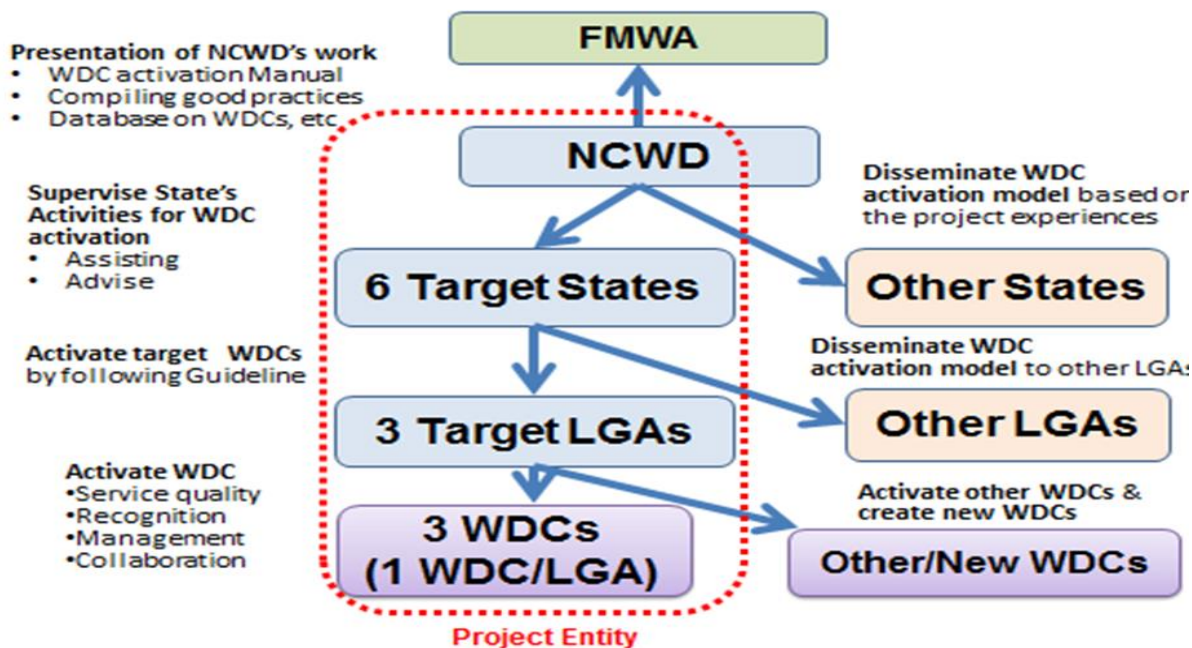 FMWA
Presentation of NCWD's work
• WDC activation Manual
• Compiling good practices
• Database on WDCs, etc
NCWD
Supervise State's
Activities for WDC
activation
• Assisting
• Advise
Disseminate WDC
activation model based on
the project experiences
6 Target States
Other States
Activate target WDCs
by following Guideline
Disseminate WDC
activation model to other LGAs
3 Target LGAs
Other LGAs
Activate WDC
•Service quality
•Recognition
•Management
•Collaboration
Activate other WDCs &
create new WDCs
3 WDCs
(1 WDC/LGA)
Other/New WDCs
Project Entity